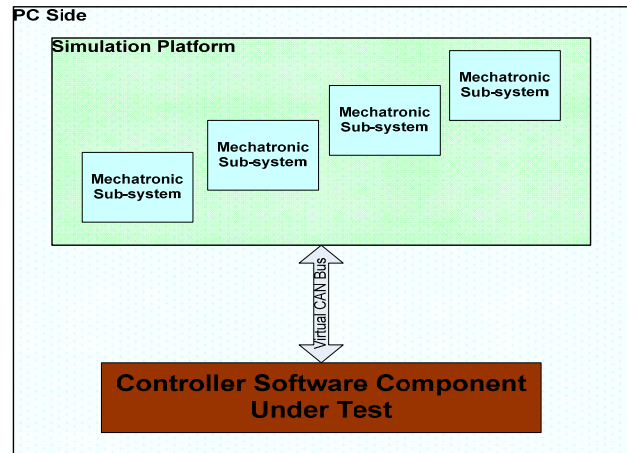 PC Side
Simulation Platform
Mechatronic
Sub-system
Mechatronic
Sub-system
Mechatronic
Sub-system
Mechatronic
Sub-system
Virtual CAN Bus
Controller Software Component
Under Test